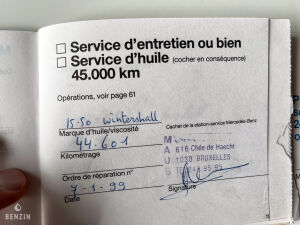 Service d'entretien ou bien
Service d'huile (cocher en conséquence)
45.000 km
Opérations, voir page 61
15-50 wintershall
Marque d'huile/viscosité
Cachet de la station-service Mercedes-Benz
44.601
Kilométrage
A 616 Chée de Haecht
U 1030 BRUXELLES
Ordre de réparation n°
7-1-99
Date
Signature
BENZIN